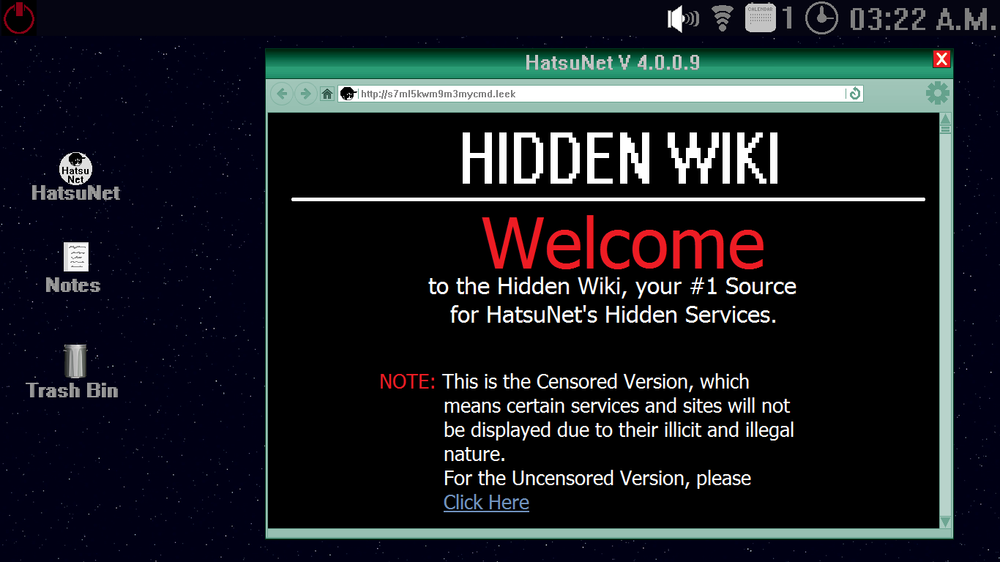 CALENDAR
1
03:22 A.M.
HatsuNet V 4.0.0.9
X
http://s7ml5kwm9m3mycmd.leek
Hatsu
Net
HatsuNet
Notes
Trash Bin
HIDDEN WIKI
Welcome
to the Hidden Wiki, your #1 Source
for HatsuNet's Hidden Services.
NOTE: This is the Censored Version, which
means certain services and sites will not
be displayed due to their illicit and illegal
nature.
For the Uncensored Version, please
Click Here